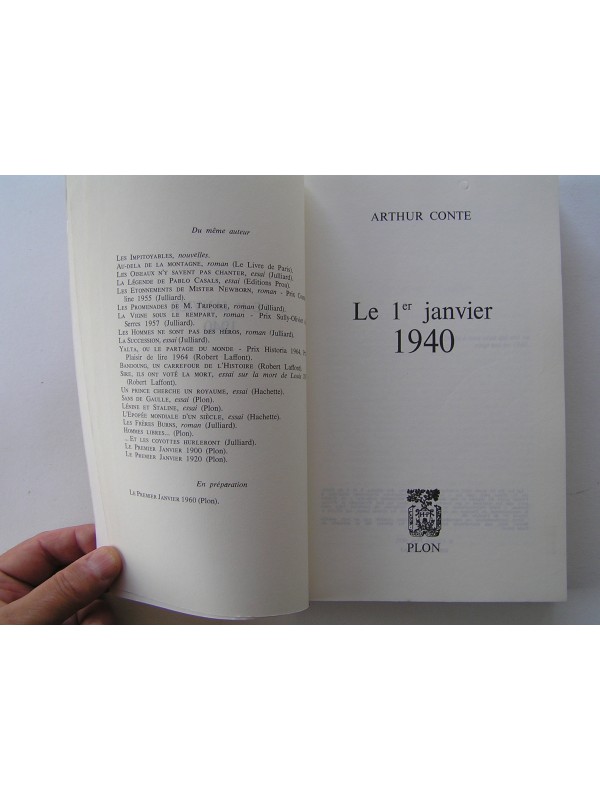 Du même auteur
LES IMPITOYABLES, nouvelles.
AU-DELA DE LA MONTAGNE, roman (Le Livre de Paris).
LES OISEAUX N'Y SAVENT PAS CHANTER, essai (Julliard).
LA LÉGENDE DE PABLO CASALS, essai (Editions Proa).
LES ETONNEMENTS DE MISTER NEWBORN, roman - Prix
line 1955 (Julliard).
LES PROMENADES DE M. TRIPOIRE, roman (Julliard).
LA VIGNE SOUS LE REMPART, roman - Prix Sully-Olivier
Serres 1957 (Julliard).
LES HOMMES NE SONT PAS DES HÉROS, roman (Julliard).
LA SUCCESSION, essai (Julliard).
YALTA, OU LE PARTAGE DU MONDE - Prix Historia 1964,
Plaisir de lire 1964 (Robert Laffont).
BANDOUNG, UN CARREFOUR DE L'HISTOIRE (Robert Laffont).
SIRE, ILS ONT VOTÉ LA MORT, essai sur la mort de Louis
(Robert Laffont).
UN PRINCE CHERCHE UN ROYAUME, essai (Hachette).
SANS DE GAULLE, essai (Plon).
LÉNINE ET STALINE, essai (Hachette).
L'EPOPÉE MONDIALE D'UN SIÈCLE, essai (Hachette).
LES FRÈRES BURNS, roman (Julliard).
HOMMES LIBRES... (Plon).
...ET LES COYOTTES HURLERONT (Julliard).
LE PREMIER JANVIER 1900 (Plon).
LE PREMIER JANVIER 1920 (Plon).
En préparation
LE PREMIER JANVIER 1960 (Plon).
ARTHUR CONTE
Le 1er janvier
1940
PLON